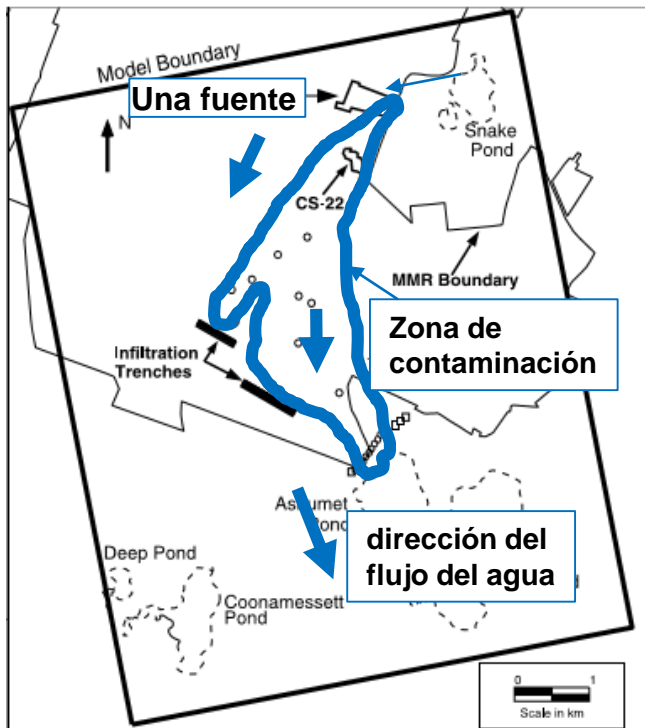 Model Boundary
Una fuente
N
Snake
Pond
CS-22
MMR Boundary
Zona de
contaminación
Infiltration
Trenches
dirección del
flujo del agua
Deep Pond
Coonamessett
Pond
0 1
Scale in km